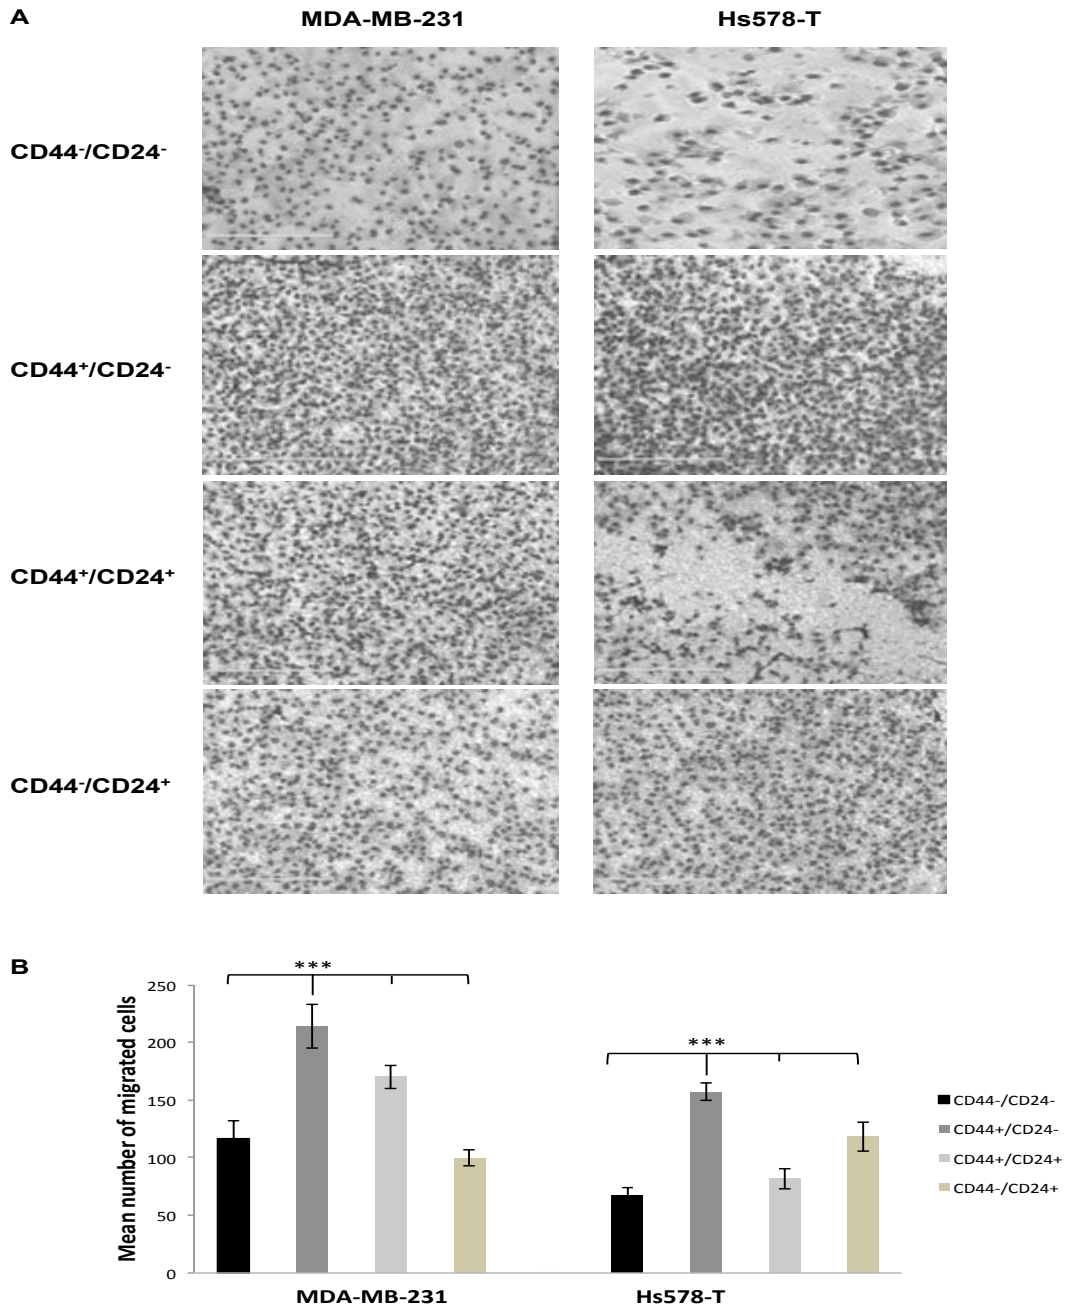 A
MDA-MB-231 Hs578-T
CD44⁻/CD24⁻
CD44⁺/CD24⁻
CD44⁺/CD24⁺
CD44⁻/CD24⁺
B
Mean number of migrated cells
250
200
150
100
50
0
***
***
MDA-MB-231 Hs578-T
CD44-/CD24-
CD44+/CD24-
CD44+/CD24+
CD44-/CD24+